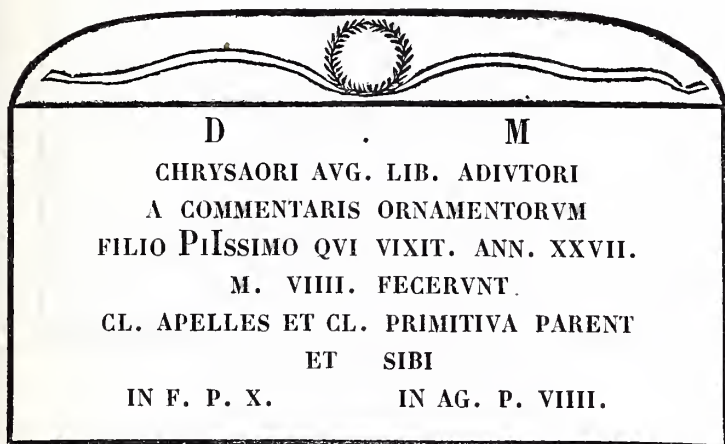 D . M
CHRYSAORI AVG. LIB. ADIVTORI
A COMMENTARIS ORNAMENTORVM
FILIO PIISSIMO QVI VIXIT. ANN. XXVII.
M. VIIII. FECERVNT.
CL. APELLES ET CL. PRIMITIVA PARENT
ET SIBI
IN F. P. X. IN AG. P. VIIII.